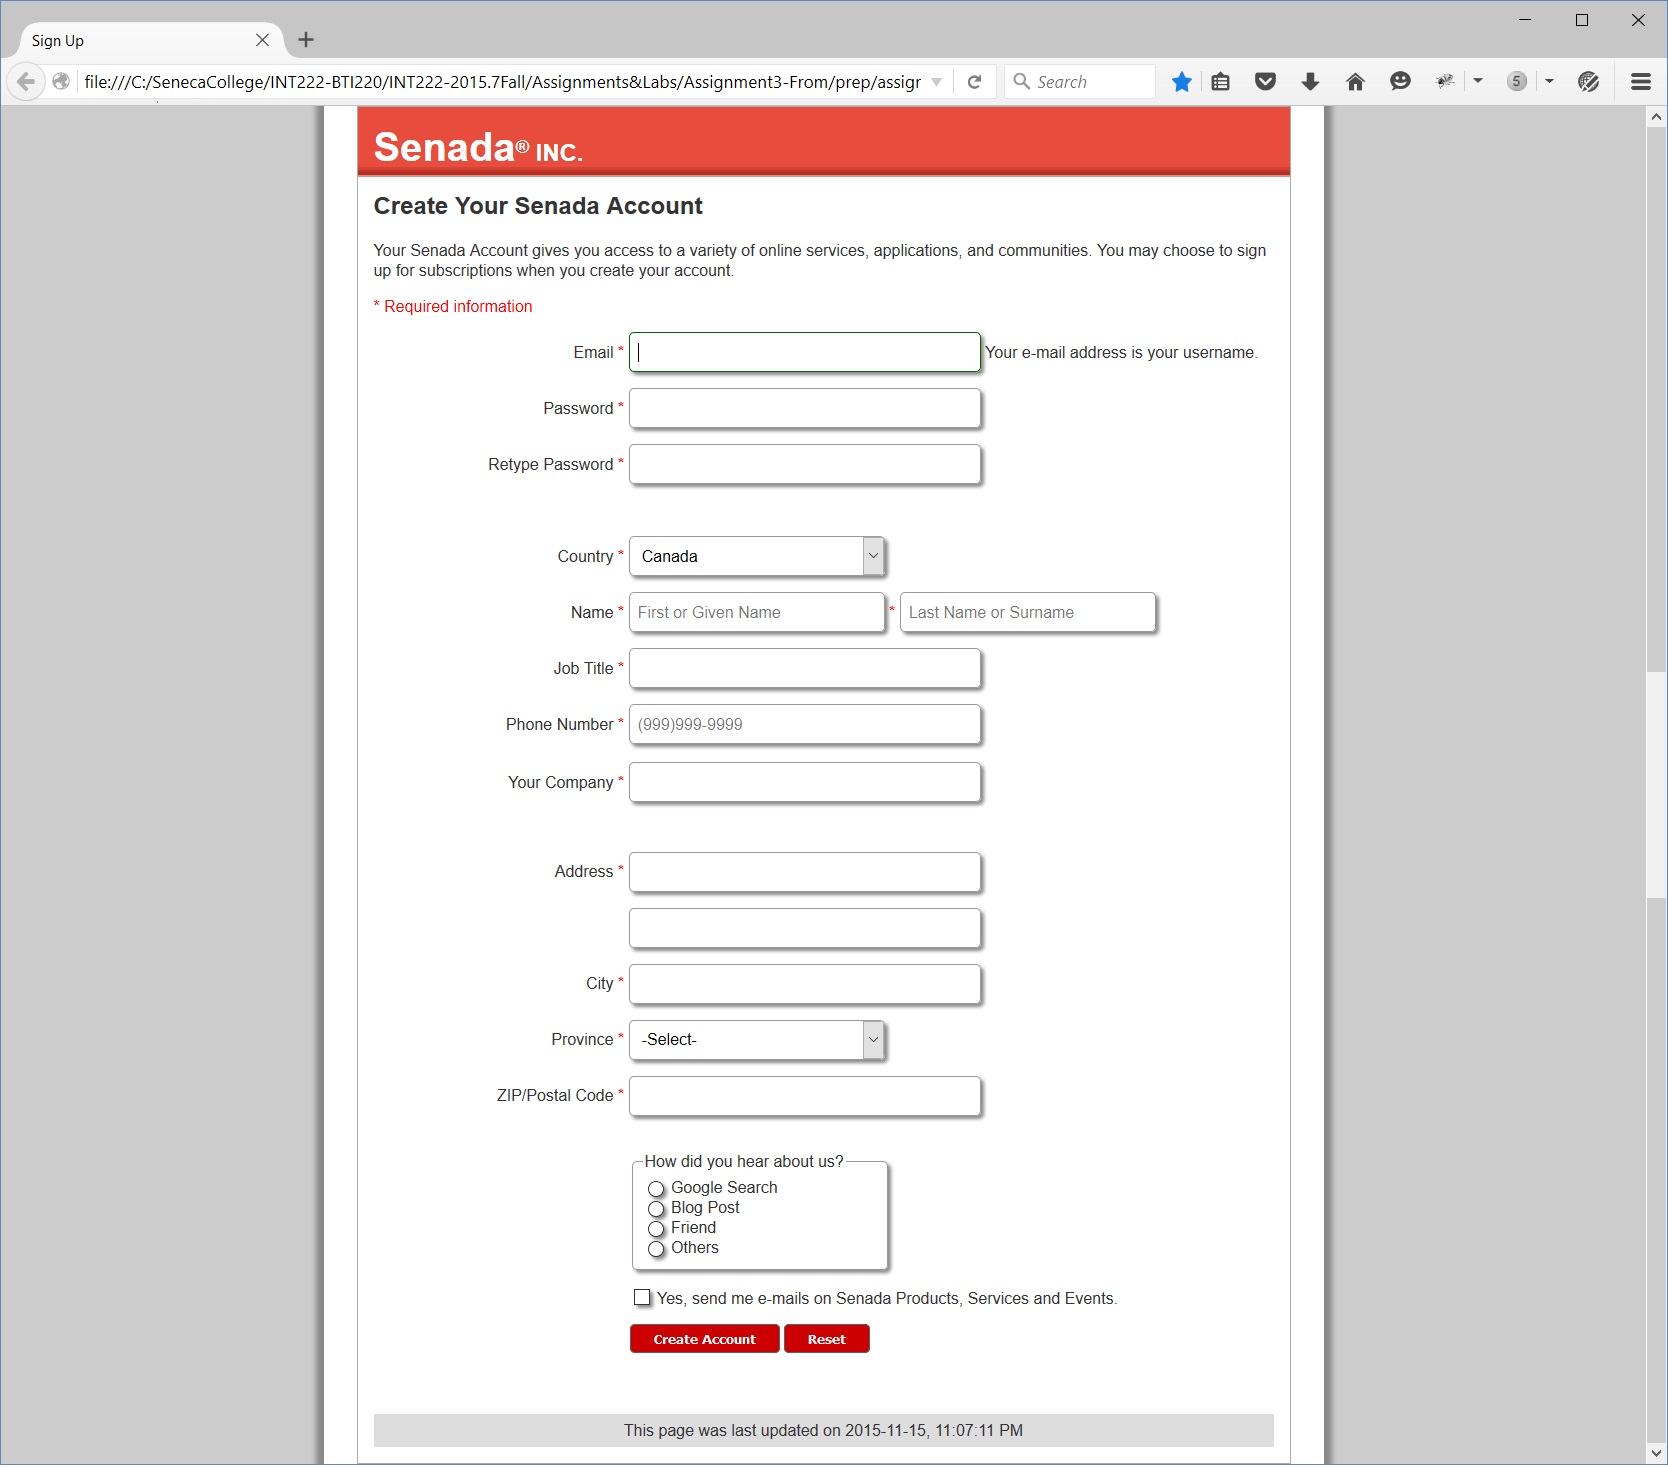 Sign Up
file:///C:/SenecaCollege/INT222-BTI220/INT222-2015.7Fall/Assignments&Labs/Assignment3-From/prep/assigr
Search
5
Senada® INC.
Create Your Senada Account
Your Senada Account gives you access to a variety of online services, applications, and communities. You may choose to sign
up for subscriptions when you create your account.
* Required information
Email * Your e-mail address is your username.
Password *
Retype Password *
Country * Canada
Name * First or Given Name * Last Name or Surname
Job Title *
Phone Number * (999)999-9999
Your Company *
Address *
City *
Province * -Select-
ZIP/Postal Code *
How did you hear about us?
Google Search
Blog Post
Friend
Others
Yes, send me e-mails on Senada Products, Services and Events.
Create Account Reset
This page was last updated on 2015-11-15, 11:07:11 PM